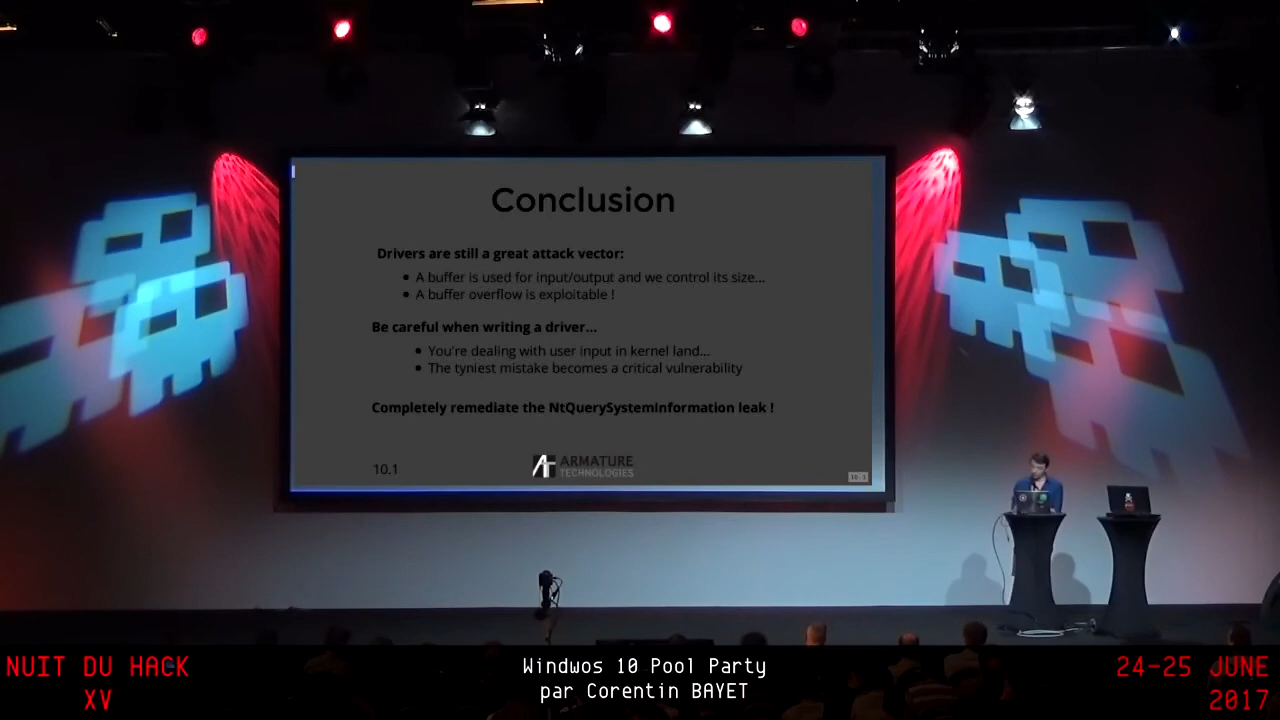 Conclusion
Drivers are still a great attack vector:
• A buffer is used for input/output and we control its size...
• A buffer overflow is exploitable !
Be careful when writing a driver...
• You're dealing with user input in kernel land...
• The tyniest mistake becomes a critical vulnerability
Completely remediate the NtQuerySystemInformation leak !
10.1
AT ARMATURE
TECHNOLOGIES
10.1
NUIT DU HACK
XV
Windwos 10 Pool Party
par Corentin BAYET
24-25 JUNE
2017